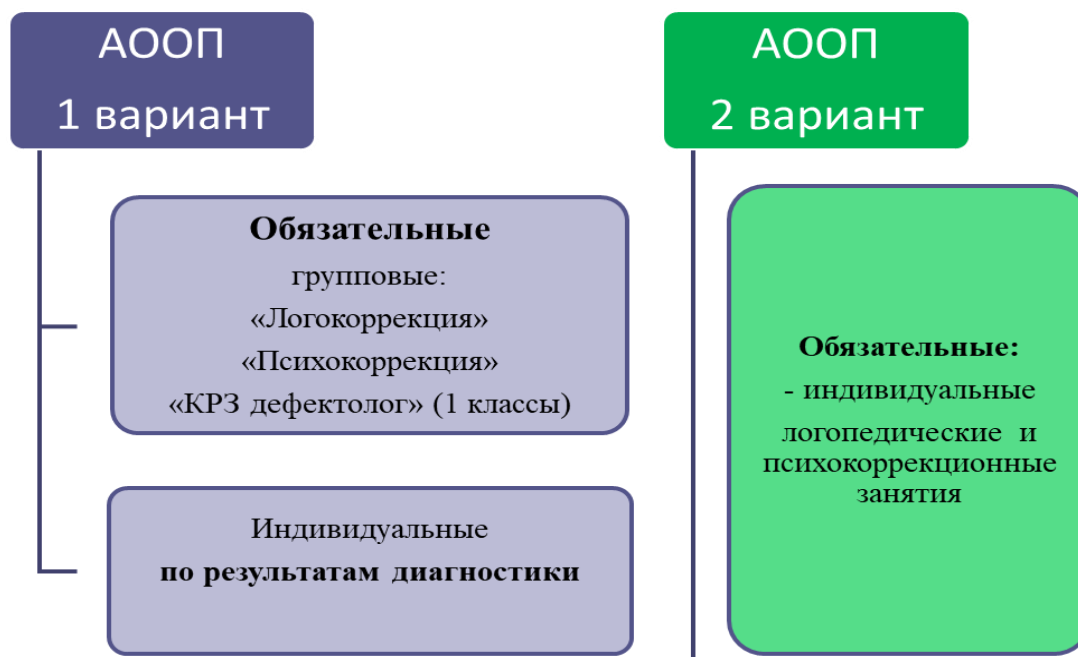 АООП
1 вариант
Обязательные
групповые:
«Логокоррекция»
«Психокоррекция»
«КРЗ дефектолог» (1 классы)
Индивидуальные
по результатам диагностики
АООП
2 вариант
Обязательные:
- индивидуальные
логопедические и
психокоррекционные
занятия